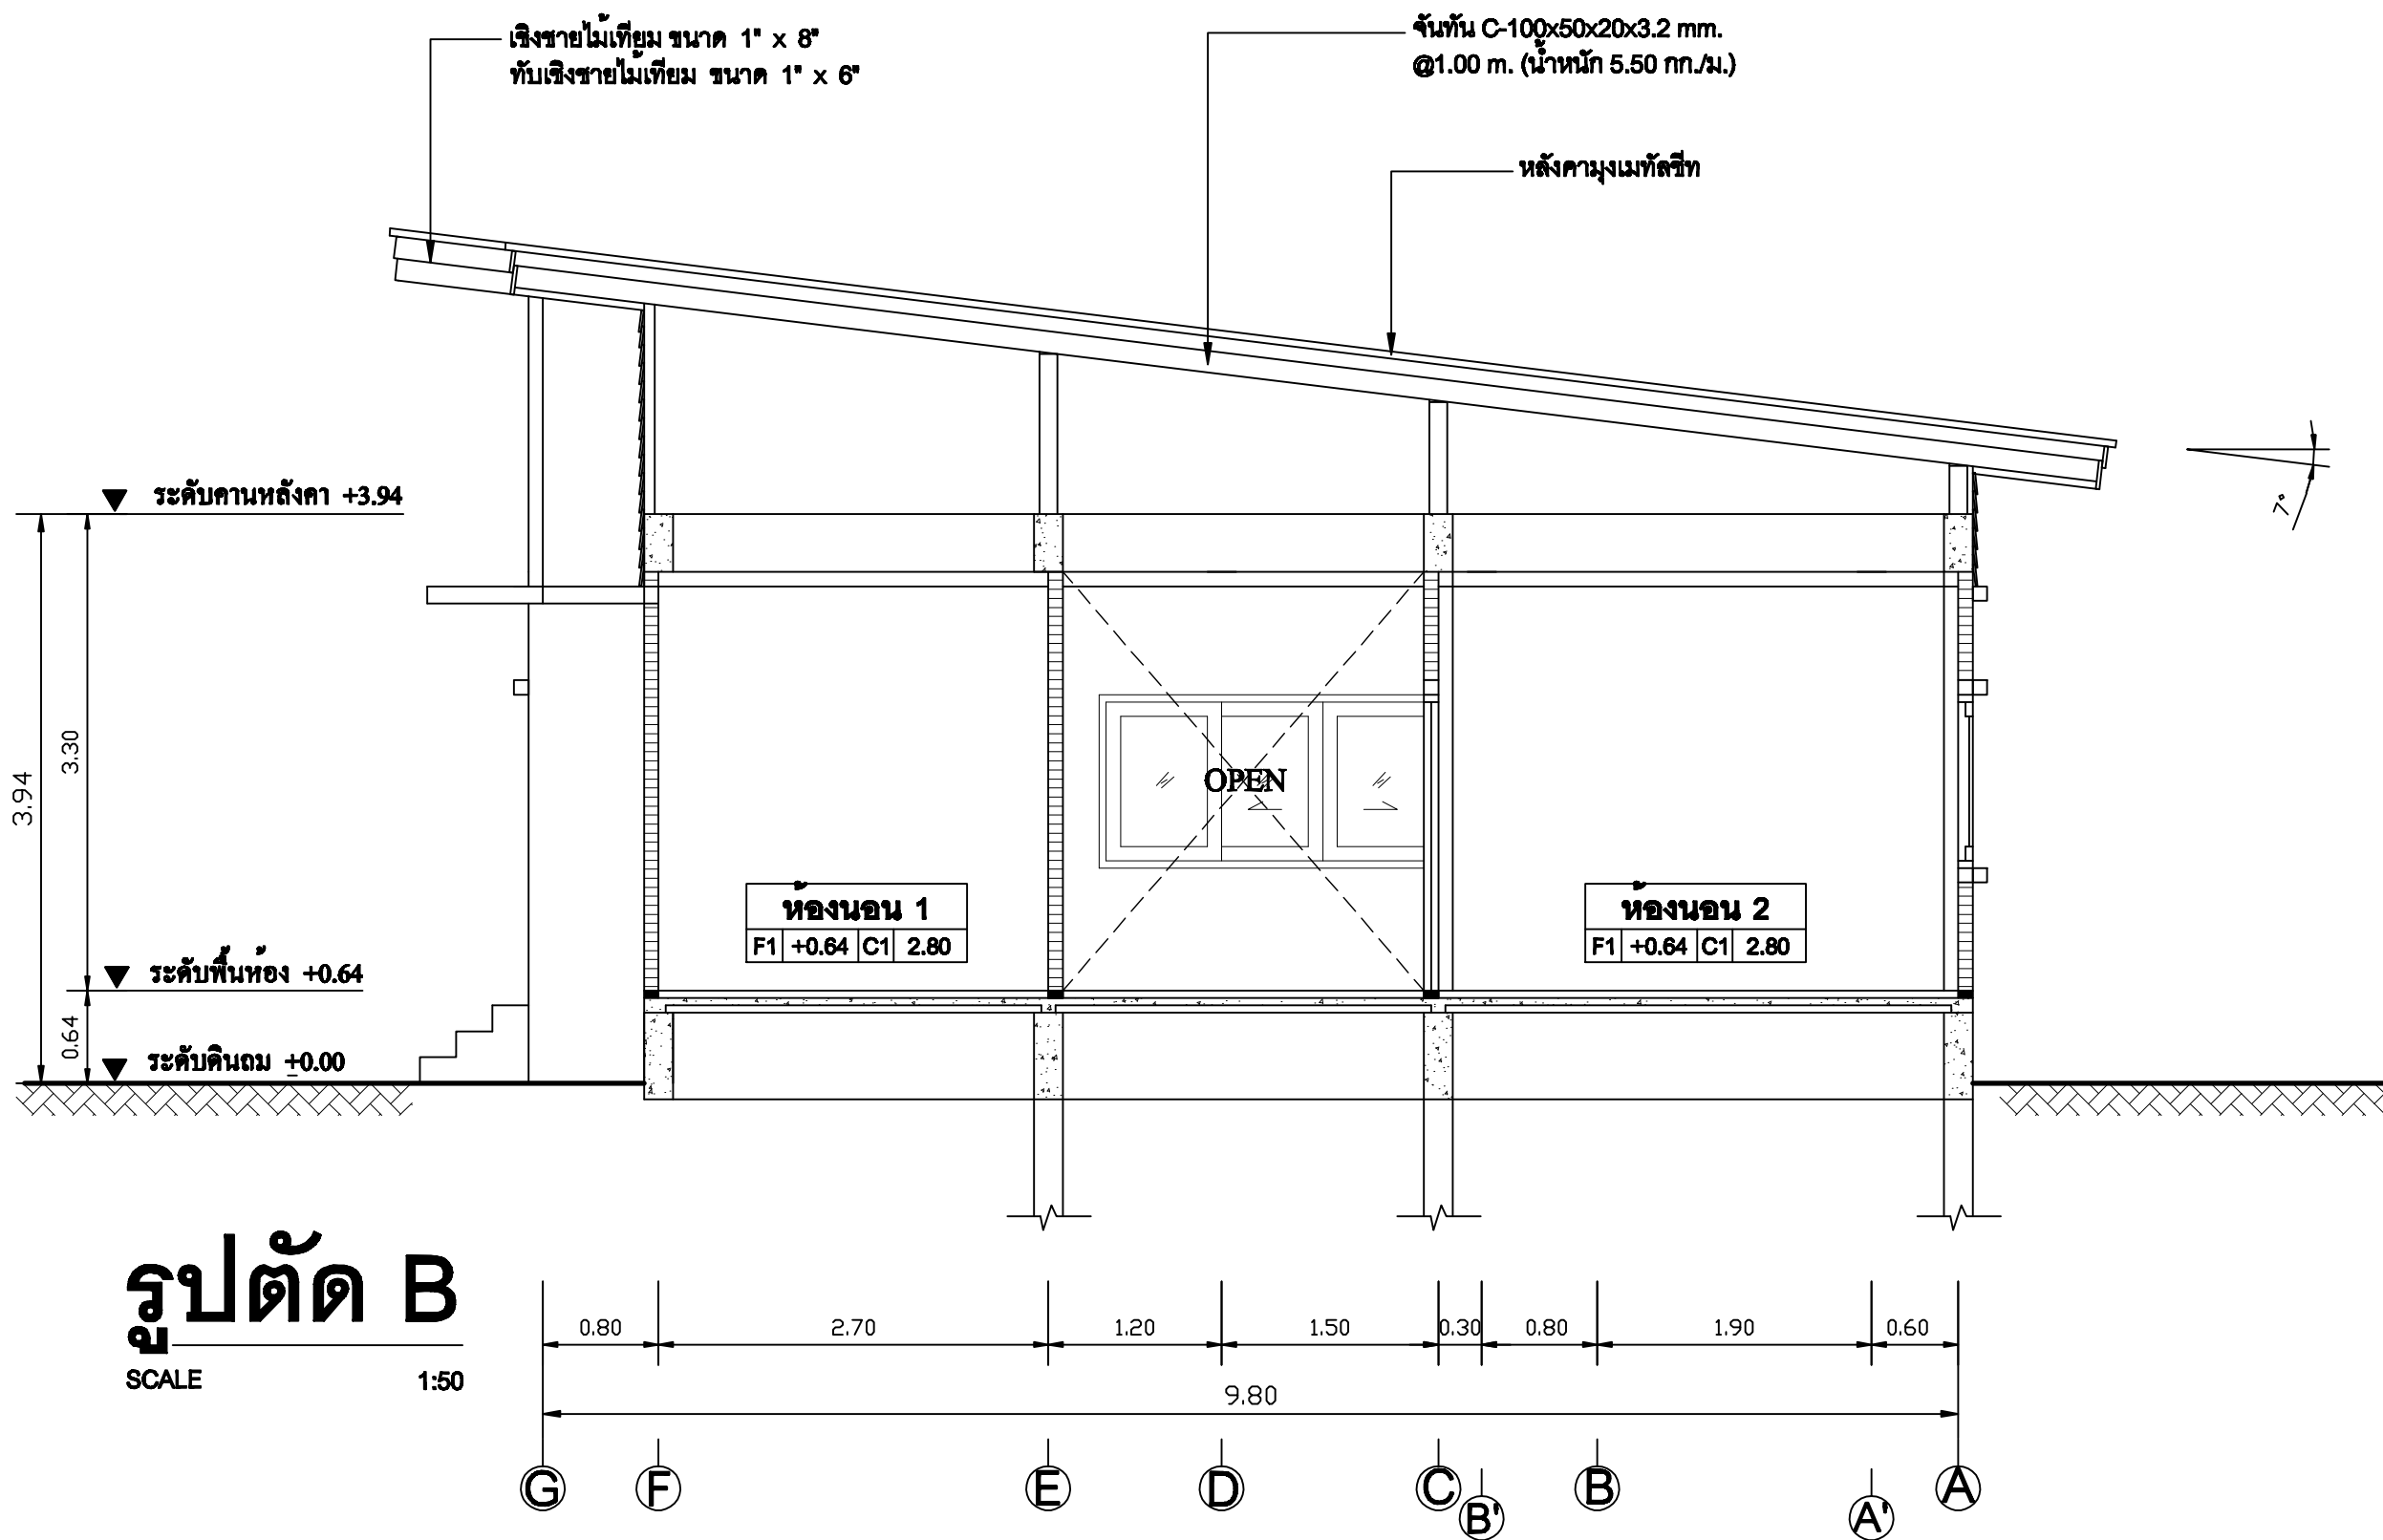 เชิงชายไม้เทียม ขนาด 1" x 8"
ทับเชิงชายไม้เทียม ขนาด 1" x 6"
จันทัน C-100x50x20x3.2 mm.
@1.00 m. (น้ำหนัก 5.50 กก./ม.)
หลังคามุงเมทัลชีท
7°
ระดับคานหลังคา +3.94
3.94
3.30
OPEN
ห้องนอน 1
F1 +0.64 C1 2.80
ห้องนอน 2
F1 +0.64 C1 2.80
ระดับพื้นห้อง +0.64
0.64
ระดับดินถม ±0.00
รูปตัด B
SCALE 1:50
0.80 2.70 1.20 1.50 0.30 0.80 1.90 0.60
9.80
G F E D C B' B A' A